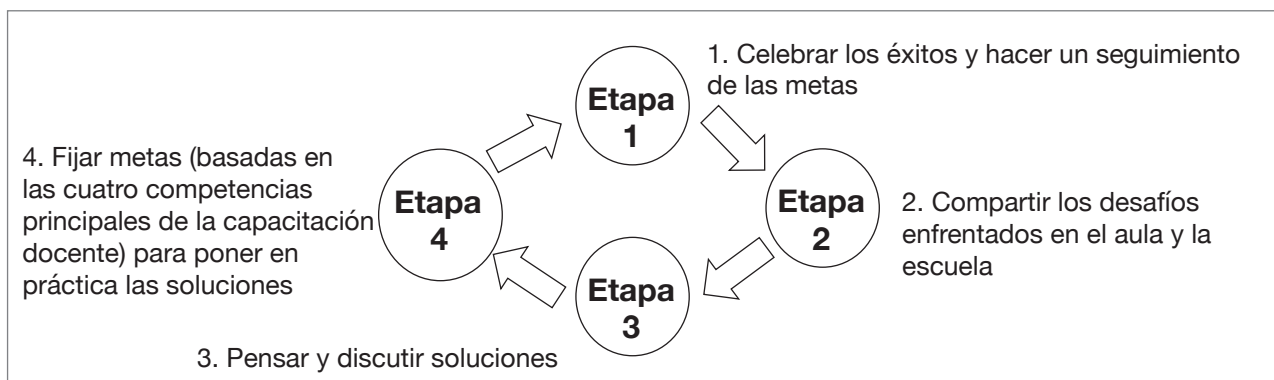 Etapa
1
1. Celebrar los éxitos y hacer un seguimiento
de las metas
Etapa
2
2. Compartir los desafíos
enfrentados en el aula y la
escuela
Etapa
3
3. Pensar y discutir soluciones
Etapa
4
4. Fijar metas (basadas en
las cuatro competencias
principales de la capacitación
docente) para poner en
práctica las soluciones